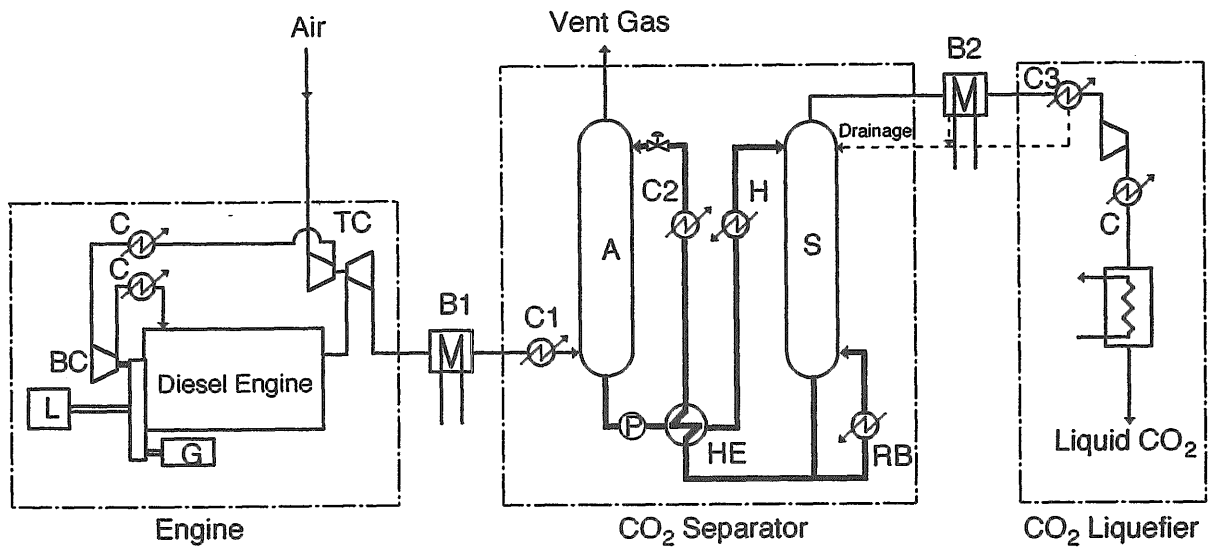 Air
Vent Gas
B2
C3
Drainage
C
TC
C2
H
C
C
A
S
B1
C1
BC
Diesel Engine
L
G
P
HE
RB
Liquid CO₂
Engine
CO₂ Separator
CO₂ Liquefier